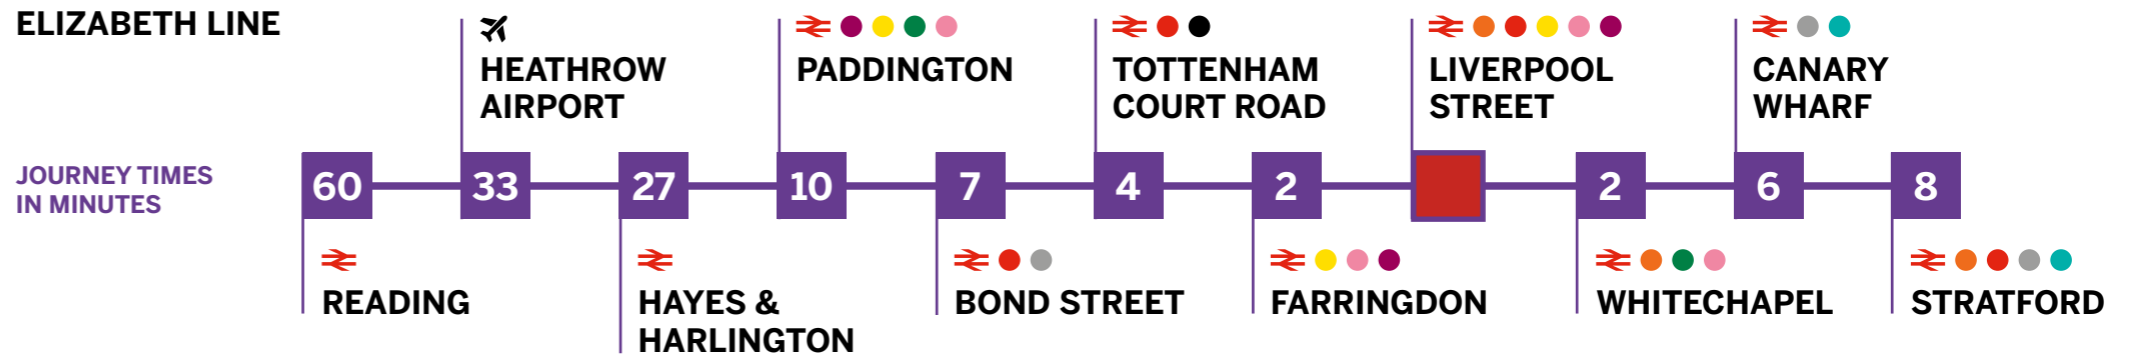 ELIZABETH LINE
HEATHROW
AIRPORT
PADDINGTON
TOTTENHAM
COURT ROAD
LIVERPOOL
STREET
CANARY
WHARF
JOURNEY TIMES
IN MINUTES
60 33 27 10 7 4 2 2 6 8
READING
HAYES &
HARLINGTON
BOND STREET
FARRINGDON
WHITECHAPEL
STRATFORD